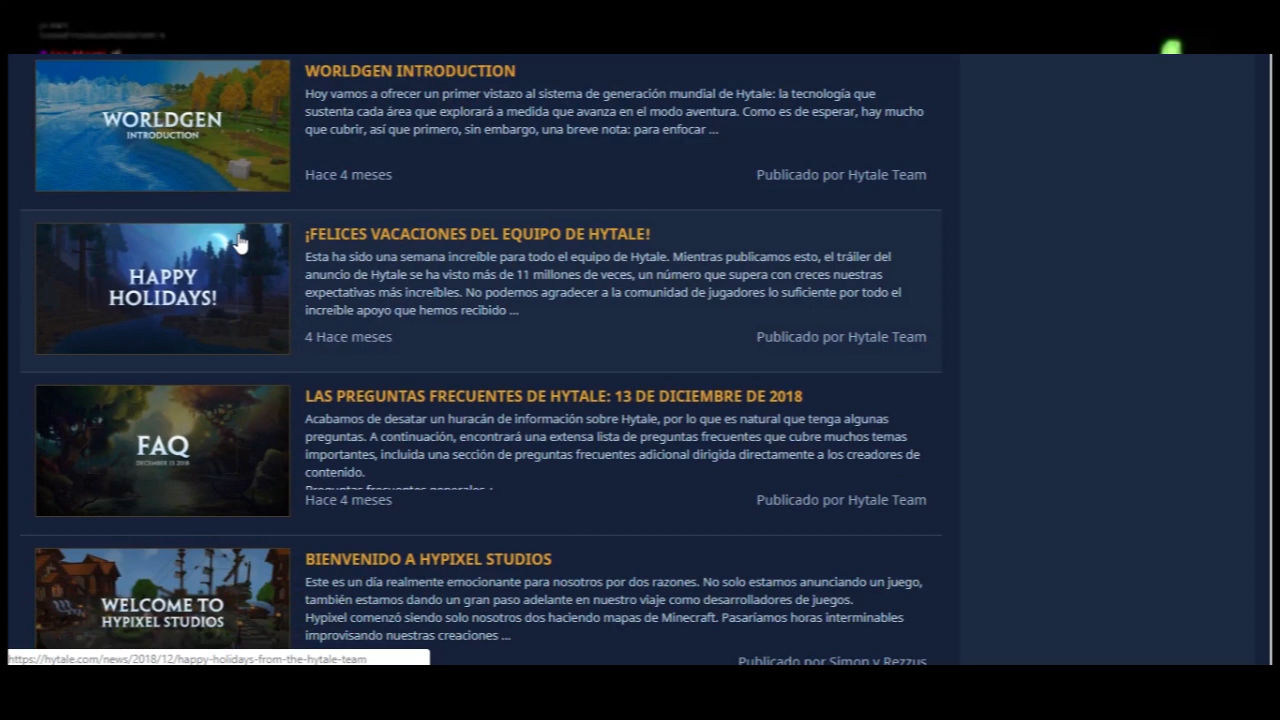 WORLDGEN
INTRODUCTION
WORLDGEN INTRODUCTION
Hoy vamos a ofrecer un primer vistazo al sistema de generación mundial de Hytale: la tecnología que
sustenta cada área que explorará a medida que avanza en el modo aventura. Como es de esperar, hay mucho
que cubrir, así que primero, sin embargo, una breve nota: para enfocar ...
Hace 4 meses
Publicado por Hytale Team
HAPPY
HOLIDAYS!
¡FELICES VACACIONES DEL EQUIPO DE HYTALE!
Esta ha sido una semana increíble para todo el equipo de Hytale. Mientras publicamos esto, el tráiler del
anuncio de Hytale se ha visto más de 11 millones de veces, un número que supera con creces nuestras
expectativas más increíbles. No podemos agradecer a la comunidad de jugadores lo suficiente por todo el
increíble apoyo que hemos recibido ...
4 Hace meses
Publicado por Hytale Team
FAQ
DECEMBER 13 2018
LAS PREGUNTAS FRECUENTES DE HYTALE: 13 DE DICIEMBRE DE 2018
Acabamos de desatar un huracán de información sobre Hytale, por lo que es natural que tenga algunas
preguntas. A continuación, encontrará una extensa lista de preguntas frecuentes que cubre muchos temas
importantes, incluida una sección de preguntas frecuentes adicional dirigida directamente a los creadores de
contenido.
Preguntas frecuentes generales
Hace 4 meses
Publicado por Hytale Team
WELCOME TO
HYPIXEL STUDIOS
BIENVENIDO A HYPIXEL STUDIOS
Este es un día realmente emocionante para nosotros por dos razones. No solo estamos anunciando un juego,
también estamos dando un gran paso adelante en nuestro viaje como desarrolladores de juegos.
Hypixel comenzó siendo solo nosotros dos haciendo mapas de Minecraft. Pasaríamos horas interminables
improvisando nuestras creaciones ...
Publicado por Simon y Rezzus
https://hytale.com/news/2018/12/happy-holidays-from-the-hytale-team